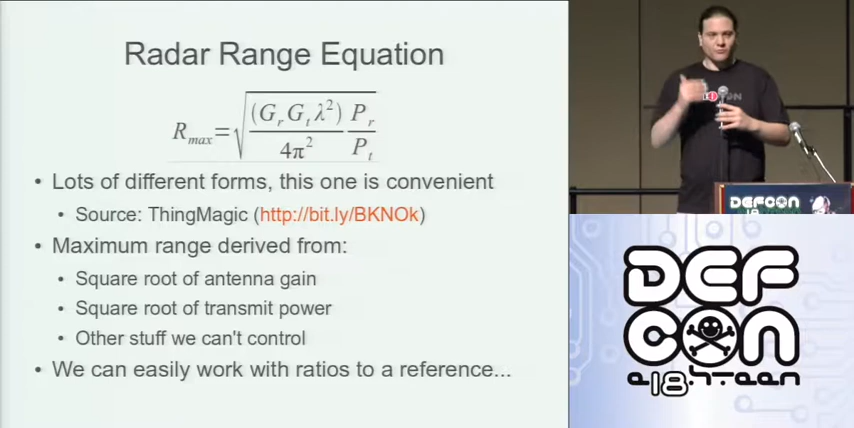 Radar Range Equation
R_max = √( (G_r G_t λ²) / 4π² · P_r / P_t )
• Lots of different forms, this one is convenient
• Source: ThingMagic (http://bit.ly/BKNOk)
• Maximum range derived from:
• Square root of antenna gain
• Square root of transmit power
• Other stuff we can't control
• We can easily work with ratios to a reference...
DEFCON
18
DEF
CON
e18hteen